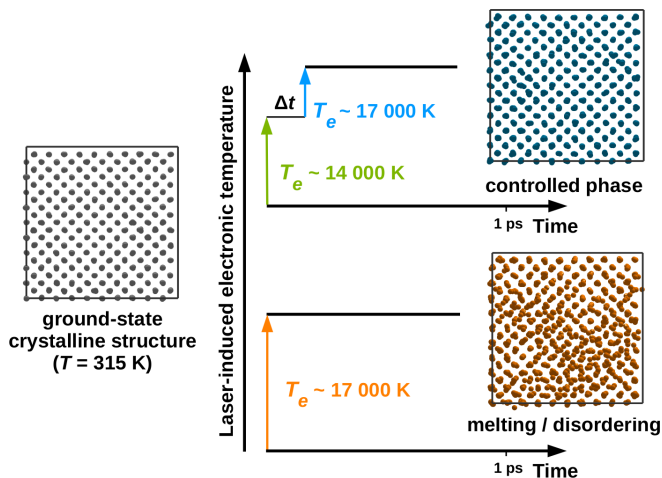 ground-state
crystalline structure
(T = 315 K)
Laser-induced electronic temperature
Δt
Te ~ 17 000 K
Te ~ 14 000 K
1 ps Time
controlled phase
Te ~ 17 000 K
1 ps Time
melting / disordering